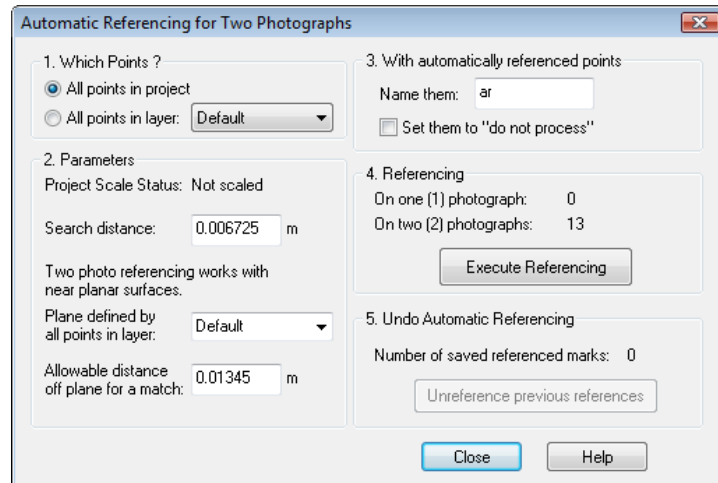 Automatic Referencing for Two Photographs
1. Which Points ?
All points in project
All points in layer: Default
2. Parameters
Project Scale Status: Not scaled
Search distance: 0.006725 m
Two photo referencing works with
near planar surfaces.
Plane defined by
all points in layer: Default
Allowable distance
off plane for a match: 0.01345 m
3. With automatically referenced points
Name them: ar
Set them to "do not process"
4. Referencing
On one (1) photograph: 0
On two (2) photographs: 13
Execute Referencing
5. Undo Automatic Referencing
Number of saved referenced marks: 0
Unreference previous references
Close
Help